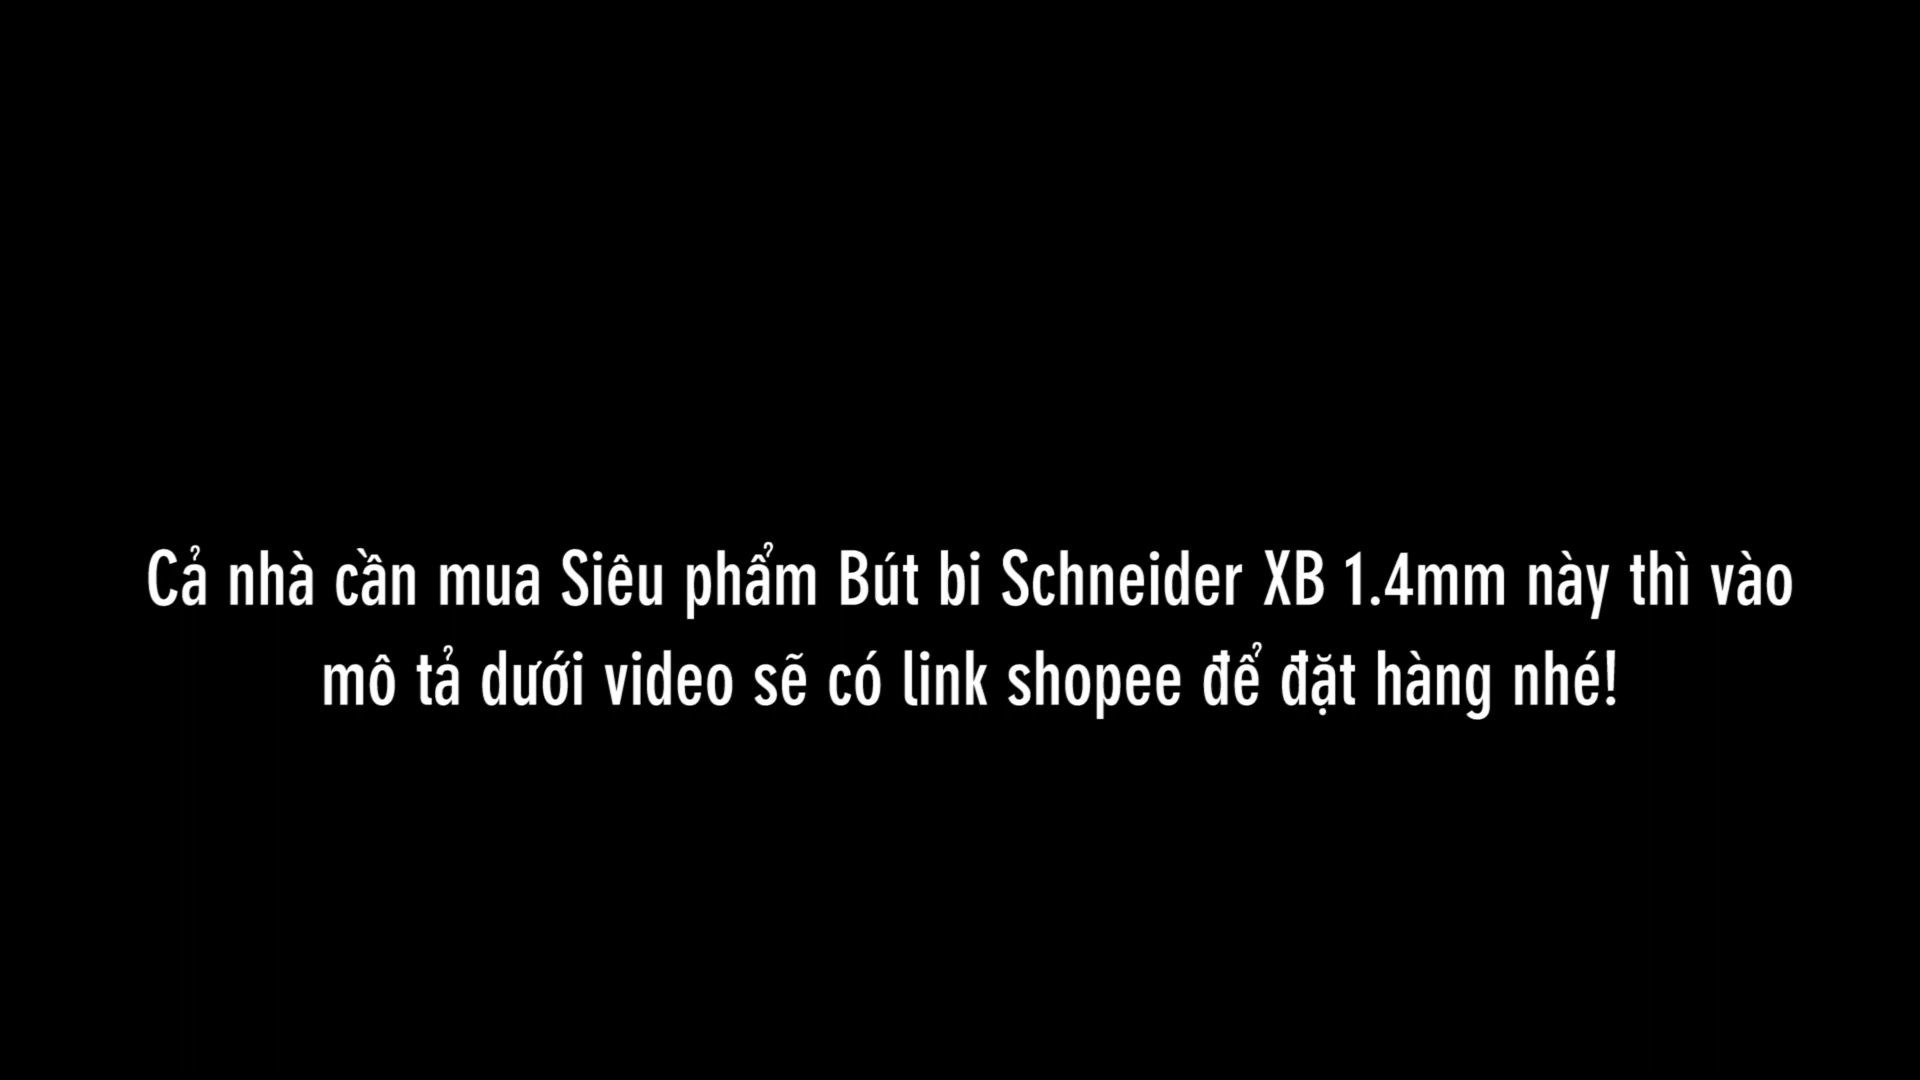 Cả nhà cần mua Siêu phẩm Bút bi Schneider XB 1.4mm này thì vào
mô tả dưới video sẽ có link shopee để đặt hàng nhé!